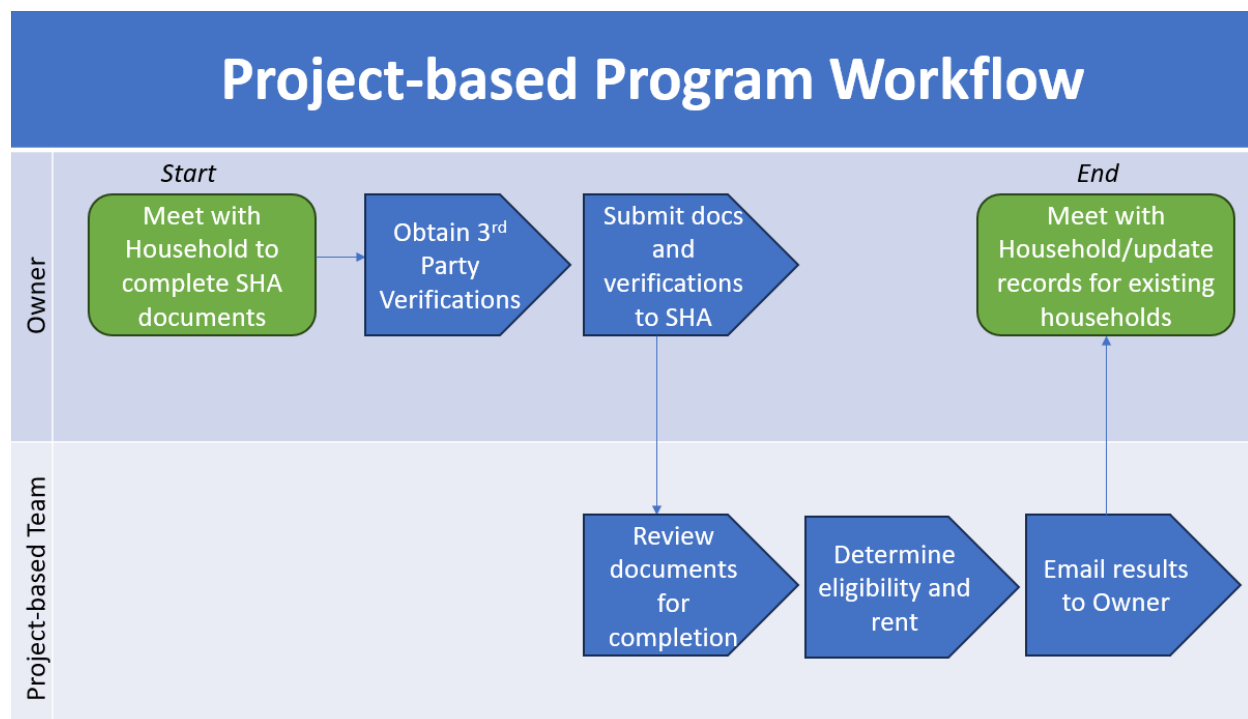 Project-based Program Workflow
Owner
Start
Meet with
Household to
complete SHA
documents
Obtain 3rd
Party
Verifications
Submit docs
and
verifications
to SHA
End
Meet with
Household/update
records for existing
households
Project-based Team
Review
documents
for
completion
Determine
eligibility and
rent
Email results
to Owner